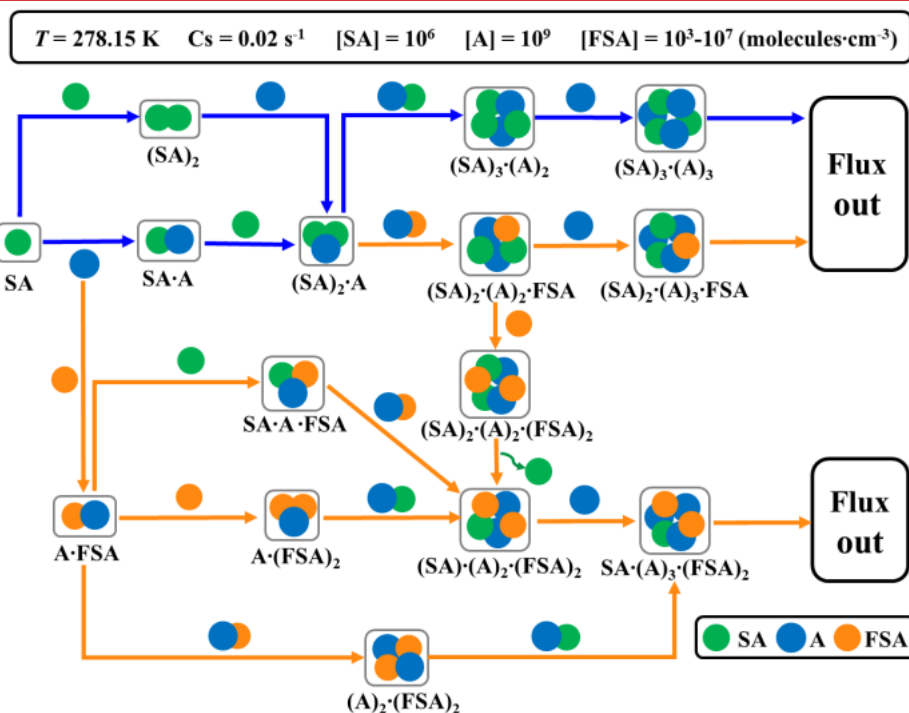 T = 278.15 K Cs = 0.02 s⁻¹ [SA] = 10⁶ [A] = 10⁹ [FSA] = 10³-10⁷ (molecules·cm⁻³)
(SA)₂
(SA)₃·(A)₂
(SA)₃·(A)₃
Flux
out
SA
SA·A
(SA)₂·A
(SA)₂·(A)₂·FSA
(SA)₂·(A)₃·FSA
SA·A·FSA
(SA)₂·(A)₂·(FSA)₂
A·FSA
A·(FSA)₂
(SA)·(A)₂·(FSA)₂
SA·(A)₃·(FSA)₂
Flux
out
SA A FSA
(A)₂·(FSA)₂